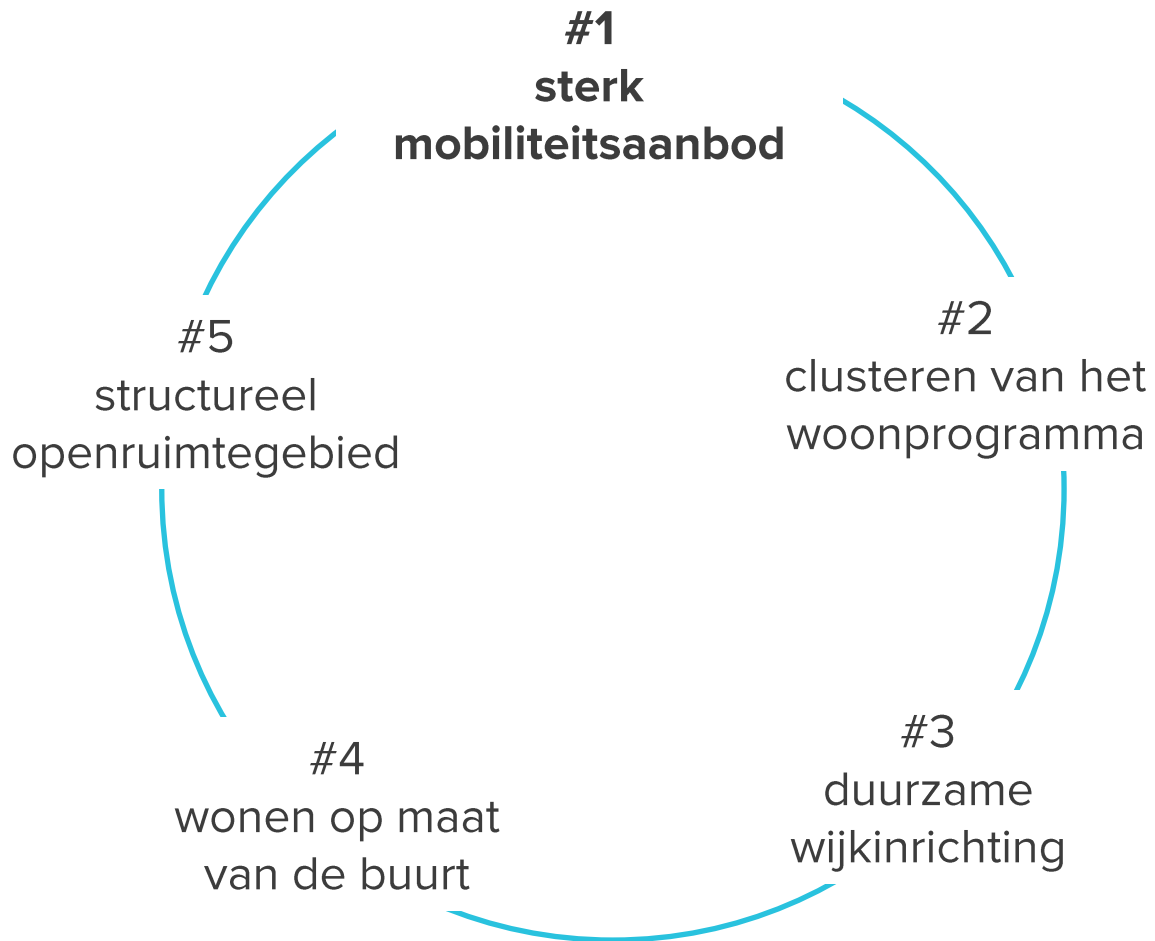 #1
sterk
mobiliteitsaanbod
#2
clusteren van het
woonprogramma
#3
duurzame
wijkinrichting
#4
wonen op maat
van de buurt
#5
structureel
openruimtegebied